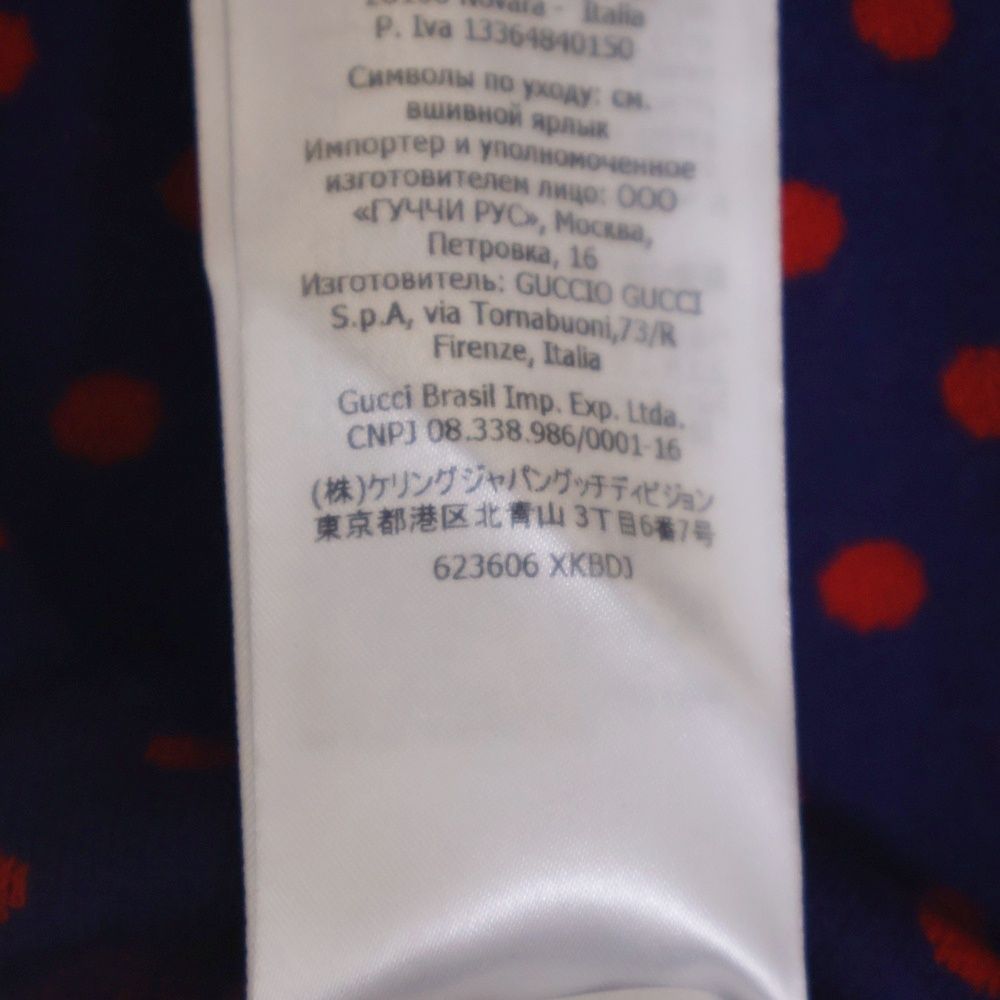 28100 Novara - Italia
P. Iva 13364840150
Символы по уходу: см.
вшивной ярлык
Импортер и уполномоченное
изготовителем лицо: ООО
«ГУЧЧИ РУС», Москва,
Петровка, 16
Изготовитель: GUCCIO GUCCI
S.p.A, via Tornabuoni,73/R
Firenze, Italia
Gucci Brasil Imp. Exp. Ltda.
CNPJ 08.338.986/0001-16
(株)ケリングジャパングッチディビジョン
東京都港区北青山 3丁目6番7号
623606 XKBDJ